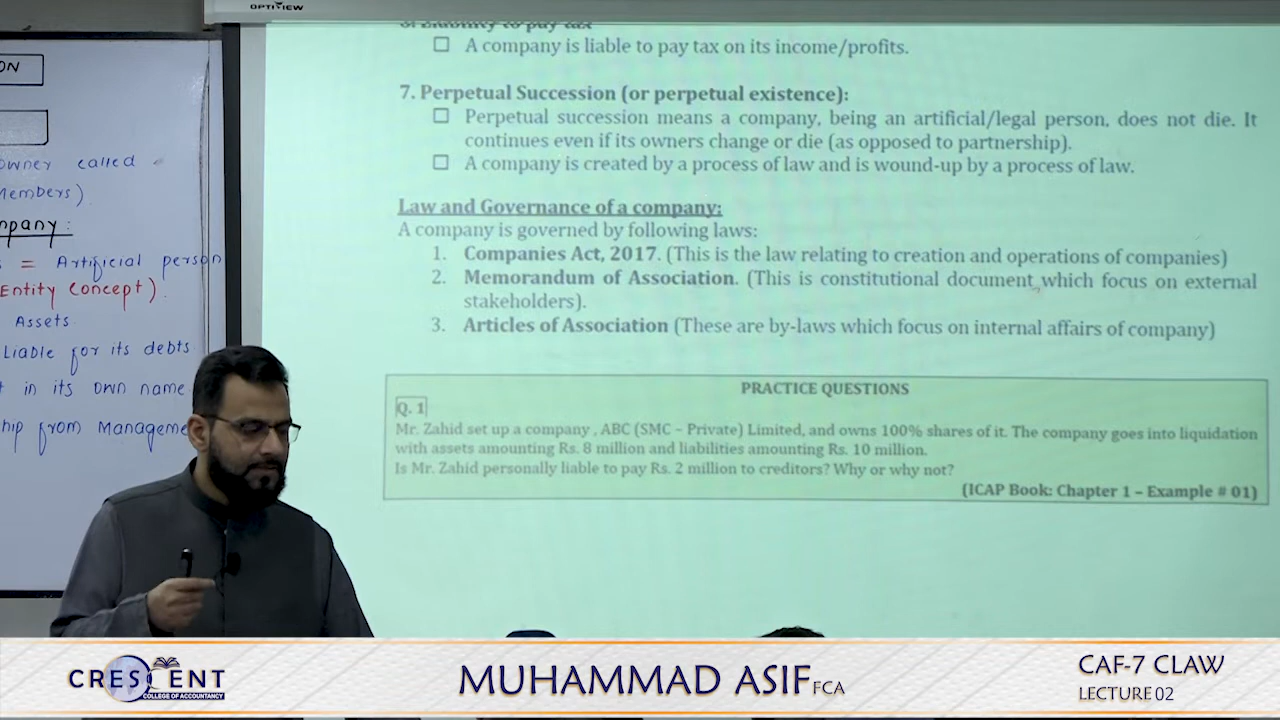 OPTIVIEW
ON
owner called
Members)
mpany:
= Artificial person
Entity Concept)
Assets
Liable for its debts
t in its own name
hip from Manageme
Liability to pay tax
☐ A company is liable to pay tax on its income/profits.
7. Perpetual Succession (or perpetual existence):
☐ Perpetual succession means a company, being an artificial/legal person, does not die. It
continues even if its owners change or die (as opposed to partnership).
☐ A company is created by a process of law and is wound-up by a process of law.
Law and Governance of a company:
A company is governed by following laws:
1. Companies Act, 2017. (This is the law relating to creation and operations of companies)
2. Memorandum of Association. (This is constitutional document which focus on external
stakeholders).
3. Articles of Association (These are by-laws which focus on internal affairs of company)
PRACTICE QUESTIONS
Q. 1
Mr. Zahid set up a company , ABC (SMC – Private) Limited, and owns 100% shares of it. The company goes into liquidation
with assets amounting Rs. 8 million and liabilities amounting Rs. 10 million.
Is Mr. Zahid personally liable to pay Rs. 2 million to creditors? Why or why not?
(ICAP Book: Chapter 1 – Example # 01)
CRESCENT
COLLEGE OF ACCOUNTANCY
MUHAMMAD ASIF FCA
CAF-7 CLAW
LECTURE 02